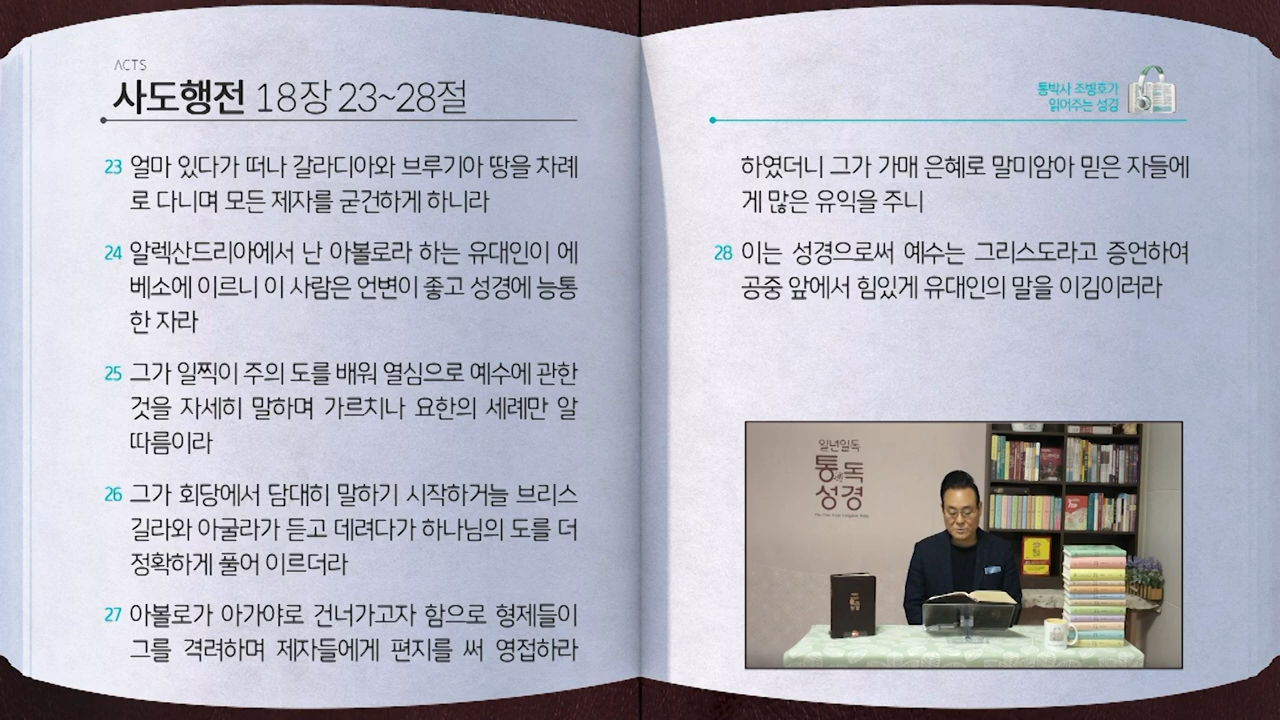 ACTS
사도행전 18장 23~28절
23 얼마 있다가 떠나 갈라디아와 브루기아 땅을 차례
로 다니며 모든 제자를 굳건하게 하니라
24 알렉산드리아에서 난 아볼로라 하는 유대인이 에
베소에 이르니 이 사람은 언변이 좋고 성경에 능통
한 자라
25 그가 일찍이 주의 도를 배워 열심으로 예수에 관한
것을 자세히 말하며 가르치나 요한의 세례만 알
따름이라
26 그가 회당에서 담대히 말하기 시작하거늘 브리스
길라와 아굴라가 듣고 데려다가 하나님의 도를 더
정확하게 풀어 이르더라
27 아볼로가 아가야로 건너가고자 함으로 형제들이
그를 격려하며 제자들에게 편지를 써 영접하라
통박사 조병호가
읽어주는 성경
하였더니 그가 가매 은혜로 말미암아 믿은 자들에
게 많은 유익을 주니
28 이는 성경으로써 예수는 그리스도라고 증언하여
공중 앞에서 힘있게 유대인의 말을 이김이러라
일년일독
통독
성경